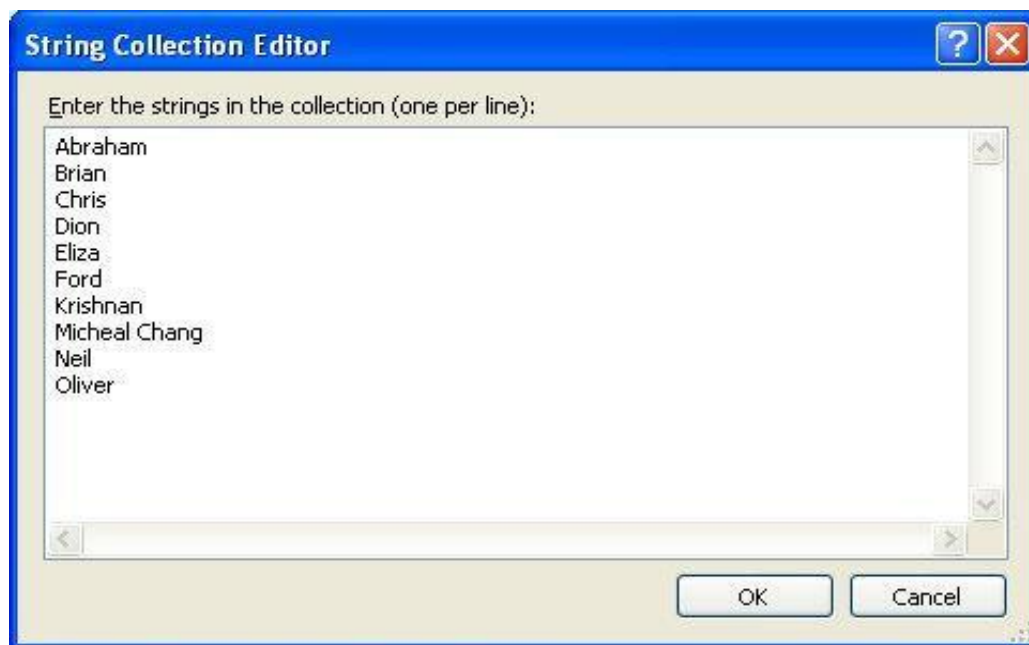 String Collection Editor
?
Enter the strings in the collection (one per line):
Abraham
Brian
Chris
Dion
Eliza
Ford
Krishnan
Micheal Chang
Neil
Oliver
OK
Cancel